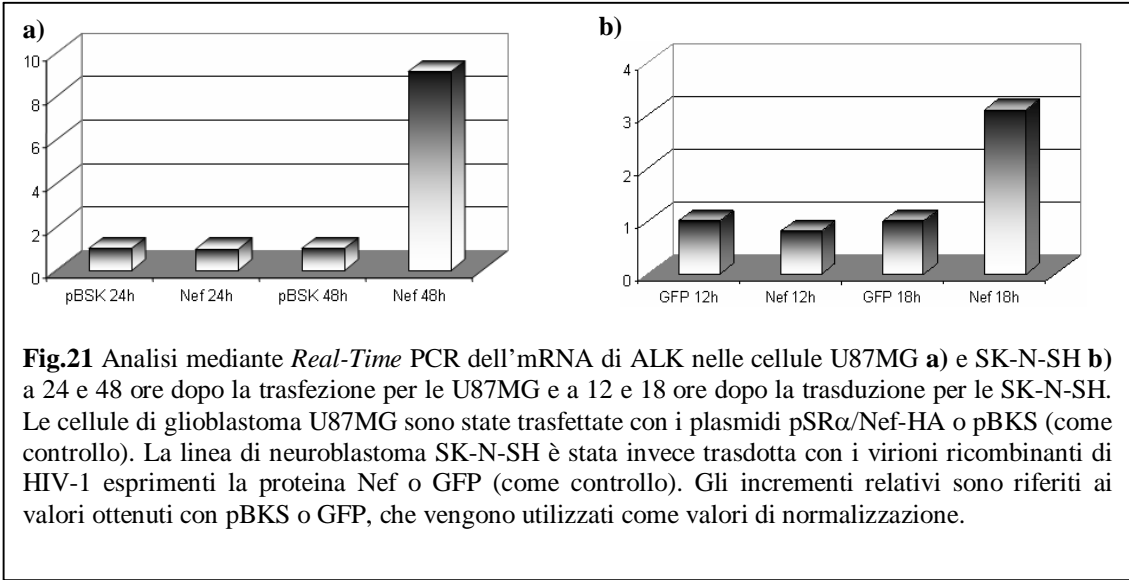 a)
10
8
6
4
2
0
pBSK 24h Nef 24h pBSK 48h Nef 48h
b)
4
3
2
1
0
GFP 12h Nef 12h GFP 18h Nef 18h
Fig.21 Analisi mediante Real-Time PCR dell’mRNA di ALK nelle cellule U87MG a) e SK-N-SH b)
a 24 e 48 ore dopo la trasfezione per le U87MG e a 12 e 18 ore dopo la trasduzione per le SK-N-SH.
Le cellule di glioblastoma U87MG sono state trasfettate con i plasmidi pSRα/Nef-HA o pBKS (come
controllo). La linea di neuroblastoma SK-N-SH è stata invece trasdotta con i virioni ricombinanti di
HIV-1 esprimenti la proteina Nef o GFP (come controllo). Gli incrementi relativi sono riferiti ai
valori ottenuti con pBKS o GFP, che vengono utilizzati come valori di normalizzazione.